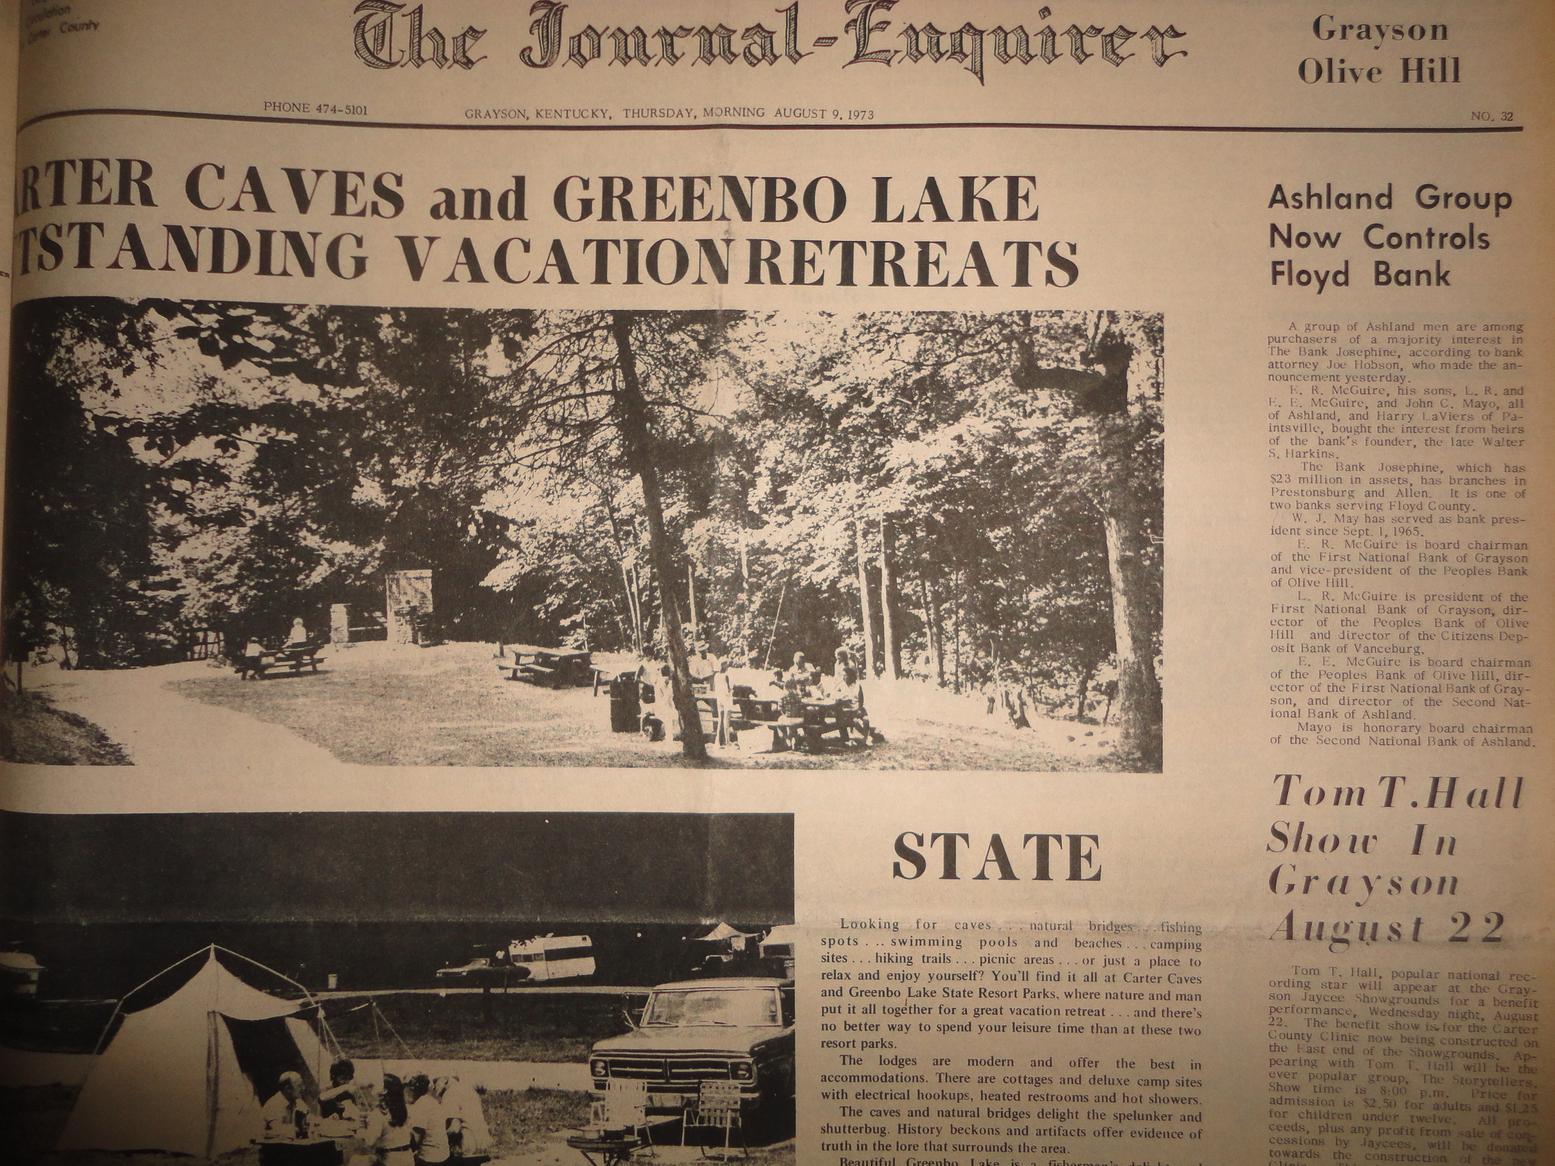 Carter County
The Journal-Enquirer
Grayson
Olive Hill
PHONE 474-5101
GRAYSON, KENTUCKY, THURSDAY, MORNING AUGUST 9, 1973
NO. 32
RTER CAVES and GREENBO LAKE
TSTANDING VACATION RETREATS
Ashland Group
Now Controls
Floyd Bank
A group of Ashland men are among
purchasers of a majority interest in
The Bank Josephine, according to bank
attorney Joe Hobson, who made the an-
nouncement yesterday.
E. R. McGuire, his sons, L. R. and
E. E. McGuire, and John C. Mayo, all
of Ashland, and Harry LaViers of Pa-
intsville, bought the interest from heirs
of the bank's founder, the late Walter
S. Harkins.
The Bank Josephine, which has
$23 million in assets, has branches in
Prestonsburg and Allen. It is one of
two banks serving Floyd County.
W. J. May has served as bank pres-
ident since Sept. 1, 1965.
E. R. McGuire is board chairman
of the First National Bank of Grayson
and vice-president of the Peoples Bank
of Olive Hill.
L. R. McGuire is president of the
First National Bank of Grayson, dir-
ector of the Peoples Bank of Olive
Hill and director of the Citizens Dep-
osit Bank of Vanceburg.
E. E. McGuire is board chairman
of the Peoples Bank of Olive Hill, dir-
ector of the First National Bank of Gray-
son, and director of the Second Nat-
ional Bank of Ashland.
Mayo is honorary board chairman
of the Second National Bank of Ashland.
STATE
Looking for caves . . . natural bridges . . . fishing
spots . . . swimming pools and beaches . . . camping
sites . . . hiking trails . . . picnic areas . . . or just a place to
relax and enjoy yourself? You'll find it all at Carter Caves
and Greenbo Lake State Resort Parks, where nature and man
put it all together for a great vacation retreat . . . and there's
no better way to spend your leisure time than at these two
resort parks.
The lodges are modern and offer the best in
accommodations. There are cottages and deluxe camp sites
with electrical hookups, heated restrooms and hot showers.
The caves and natural bridges delight the spelunker and
shutterbug. History beckons and artifacts offer evidence of
truth in the lore that surrounds the area.
Beautiful Greenbo Lake is a fisherman's
Tom T. Hall
Show In
Grayson
August 22
Tom T. Hall, popular national rec-
ording star will appear at the Gray-
son Jaycee Showgrounds for a benefit
performance, Wednesday night, August
22. The benefit show is for the Carter
County Clinic now being constructed on
the East end of the Showgrounds. Ap-
pearing with Tom T. Hall will be the
ever popular group, The Storytellers.
Show time is 8:00 p.m. Price for
admission is $2.50 for adults and $1.25
for children under twelve. All pro-
ceeds, plus any profit from sale of con-
cessions by Jaycees, will be donated
towards the construction of the new